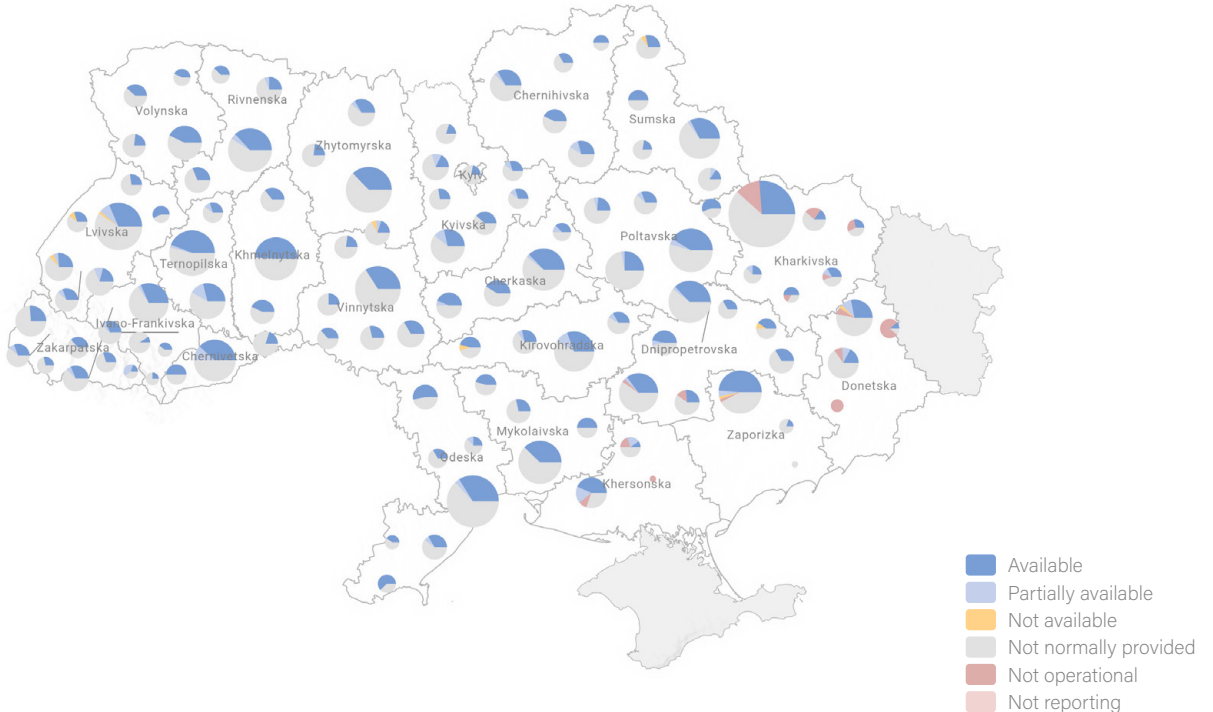 Chernihivska
Rivnenska
Volynska
Sumska
Zhytomyrska
Kyiv
Kyivska
Lvivska
Poltavska
Khmelnytska
Ternopilska
Kharkivska
Cherkaska
Vinnytska
Ivano-Frankivska
Kirovohradska
Zakarpatska
Dnipropetrovska
Chernivetska
Donetska
Mykolaivska
Zaporizka
Odeska
Khersonska
Available
Partially available
Not available
Not normally provided
Not operational
Not reporting